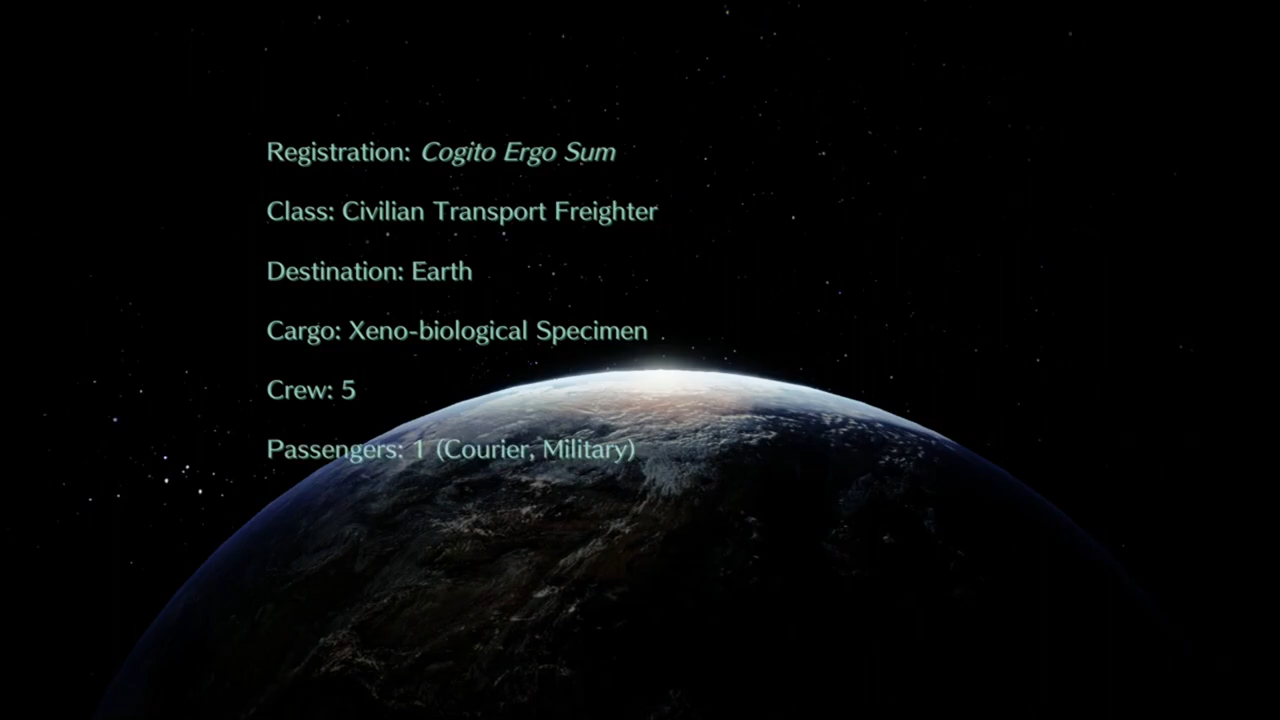 Registration: Cogito Ergo Sum
Class: Civilian Transport Freighter
Destination: Earth
Cargo: Xeno-biological Specimen
Crew: 5
Passengers: 1 (Courier, Military)